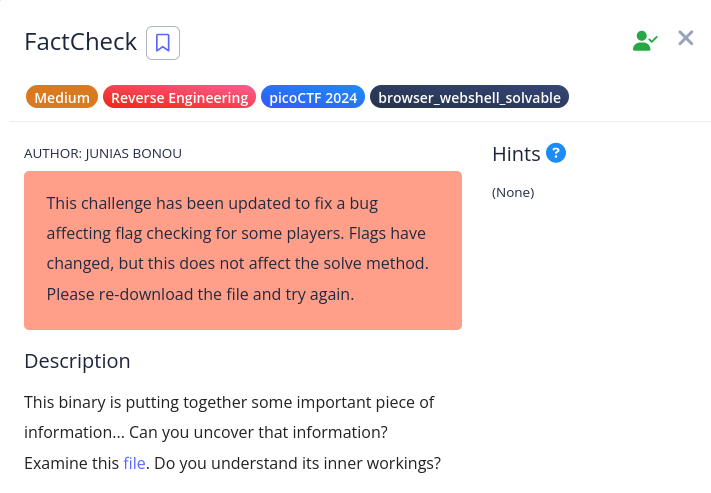 FactCheck
Medium
Reverse Engineering
picoCTF 2024
browser_webshell_solvable
AUTHOR: JUNIAS BONOU
This challenge has been updated to fix a bug
affecting flag checking for some players. Flags have
changed, but this does not affect the solve method.
Please re-download the file and try again.
Description
This binary is putting together some important piece of
information... Can you uncover that information?
Examine this file. Do you understand its inner workings?
Hints ?
(None)